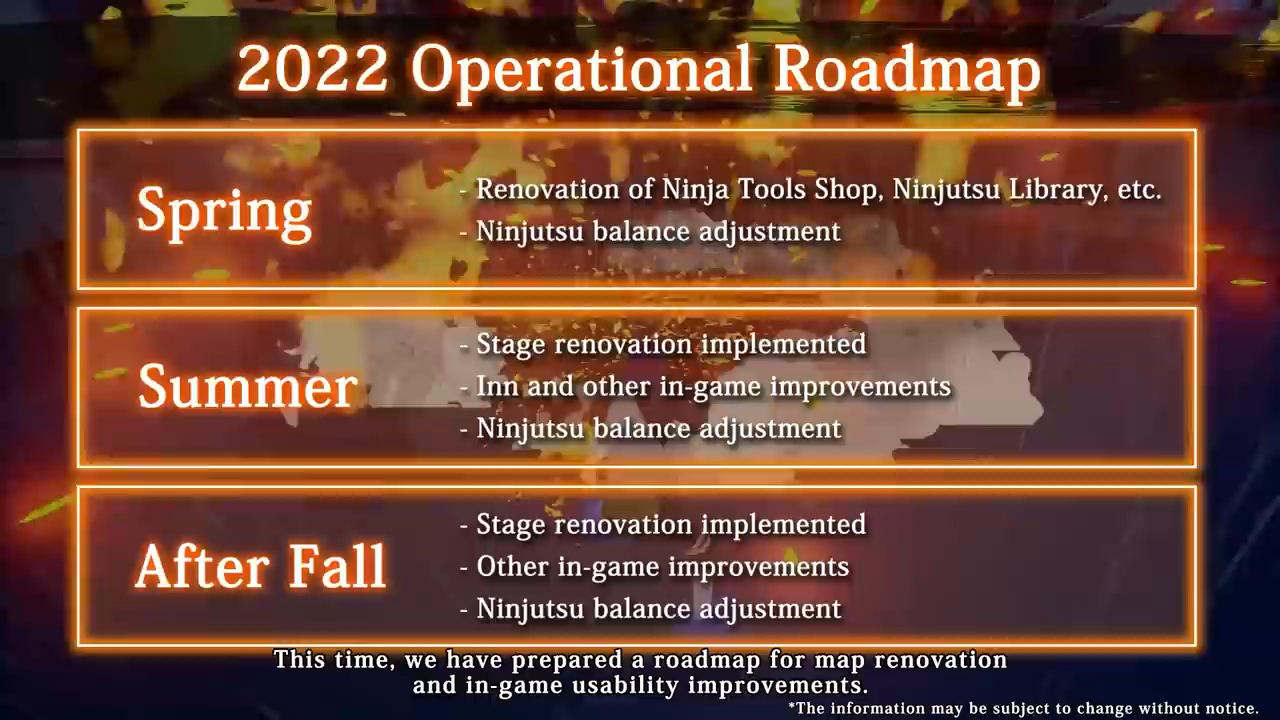 2022 Operational Roadmap
Spring
- Renovation of Ninja Tools Shop, Ninjutsu Library, etc.
- Ninjutsu balance adjustment
Summer
- Stage renovation implemented
- Inn and other in-game improvements
- Ninjutsu balance adjustment
After Fall
- Stage renovation implemented
- Other in-game improvements
- Ninjutsu balance adjustment
This time, we have prepared a roadmap for map renovation
and in-game usability improvements.
*The information may be subject to change without notice.